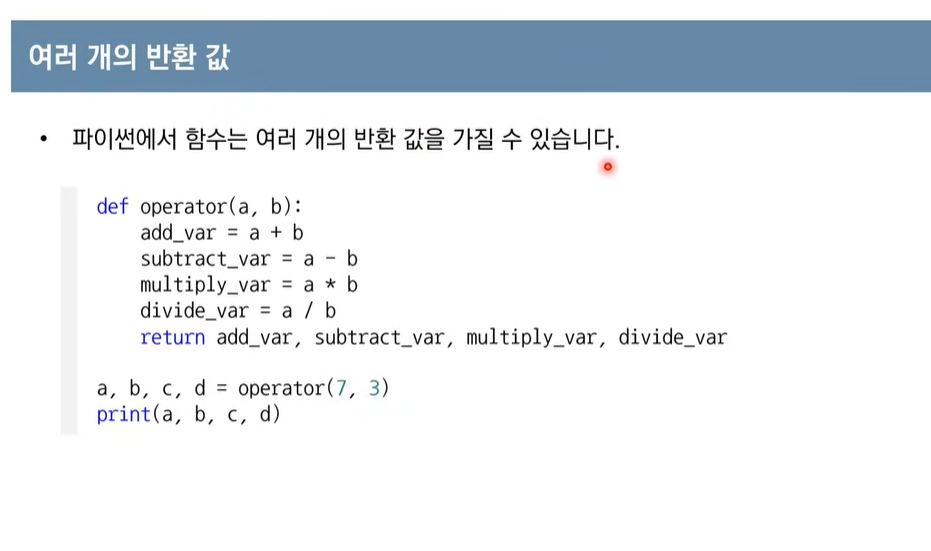 여러 개의 반환 값
• 파이썬에서 함수는 여러 개의 반환 값을 가질 수 있습니다.
def operator(a, b):
    add_var = a + b
    subtract_var = a - b
    multiply_var = a * b
    divide_var = a / b
    return add_var, subtract_var, multiply_var, divide_var
a, b, c, d = operator(7, 3)
print(a, b, c, d)